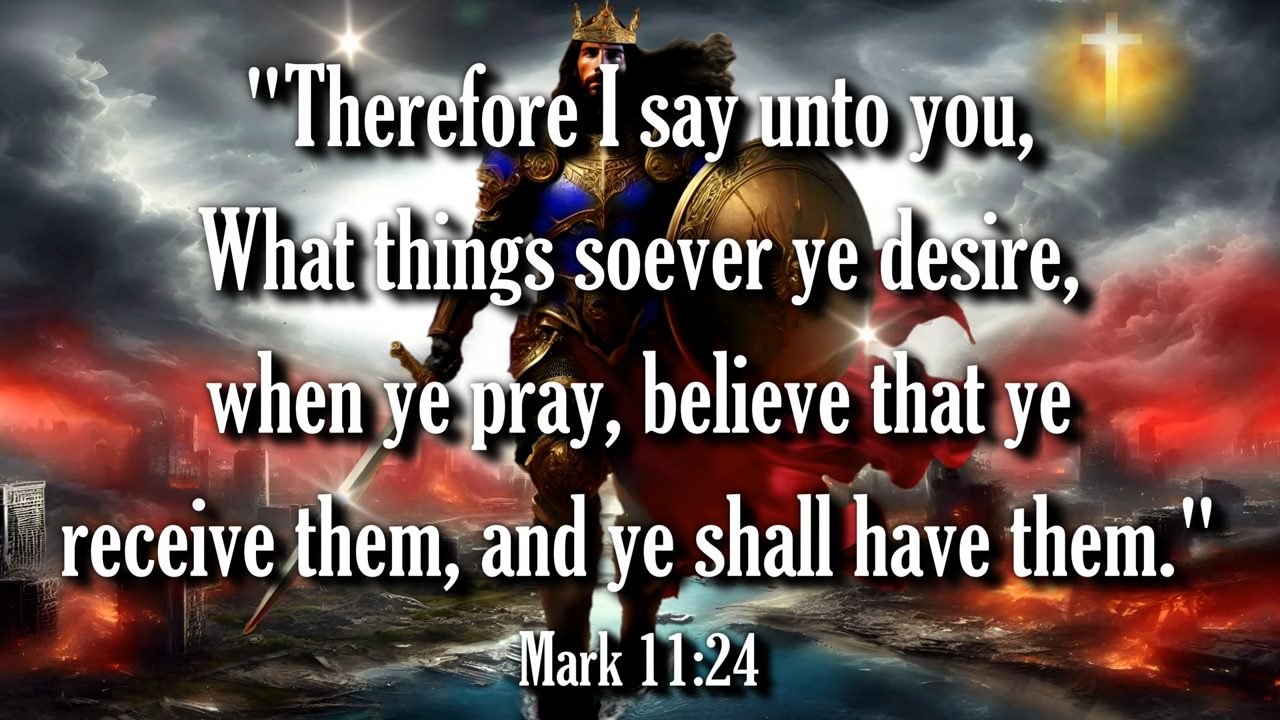 "Therefore I say unto you,
What things soever ye desire,
when ye pray, believe that ye
receive them, and ye shall have them."
Mark 11:24